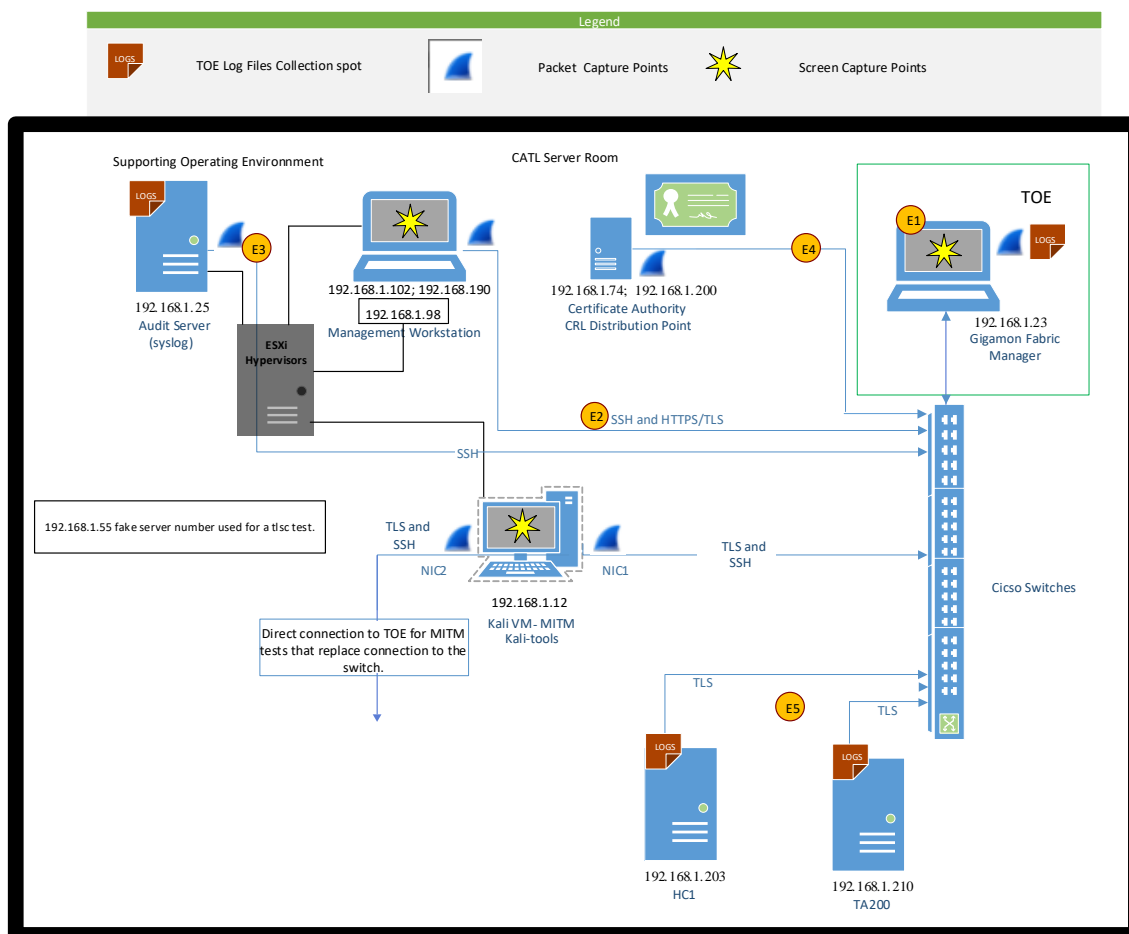 Legend
LOGS
TOE Log Files Collection spot
Packet Capture Points
Screen Capture Points
Supporting Operating Environnment
CATL Server Room
TOE
LOGS
E3
E4
E1
LOGS
192.168.1.25
Audit Server
(syslog)
192.168.1.102; 192.168.190
192.168.1.98
Management Workstation
192.168.1.74; 192.168.1.200
Certificate Authority
CRL Distribution Point
192.168.1.23
Gigamon Fabric
Manager
ESXi
Hypervisors
E2
SSH and HTTPS/TLS
SSH
192.168.1.55 fake server number used for a tlsc test.
TLS and
SSH
NIC2
NIC1
TLS and
SSH
Cicso Switches
192.168.1.12
Kali VM- MITM
Kali-tools
Direct connection to TOE for MITM
tests that replace connection to the
switch.
TLS
E5
TLS
LOGS
LOGS
192.168.1.203
HC1
192.168.1.210
TA200